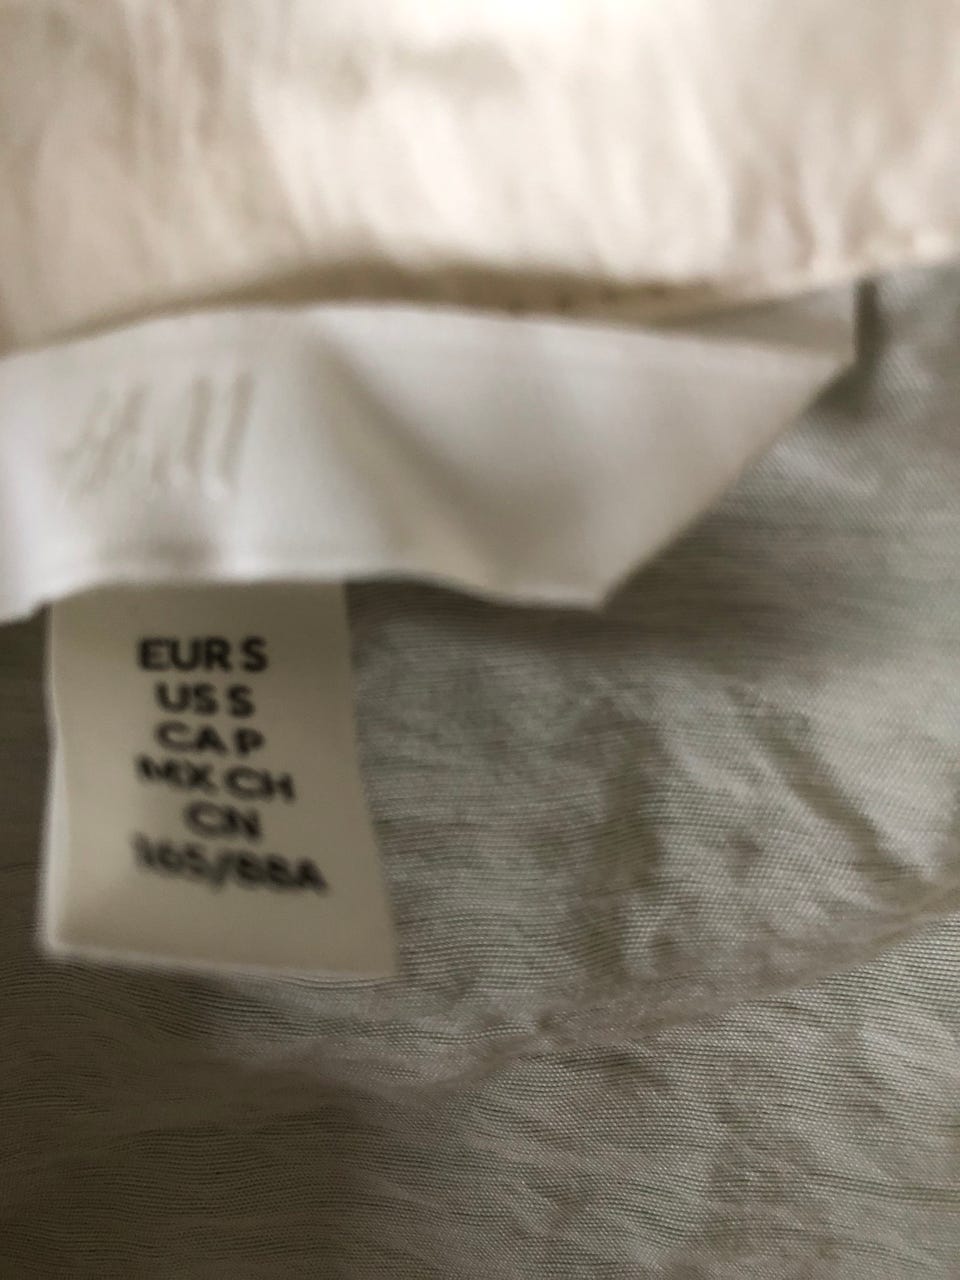 H&M
EUR S
US S
CA P
MX CH
CN
165/88A